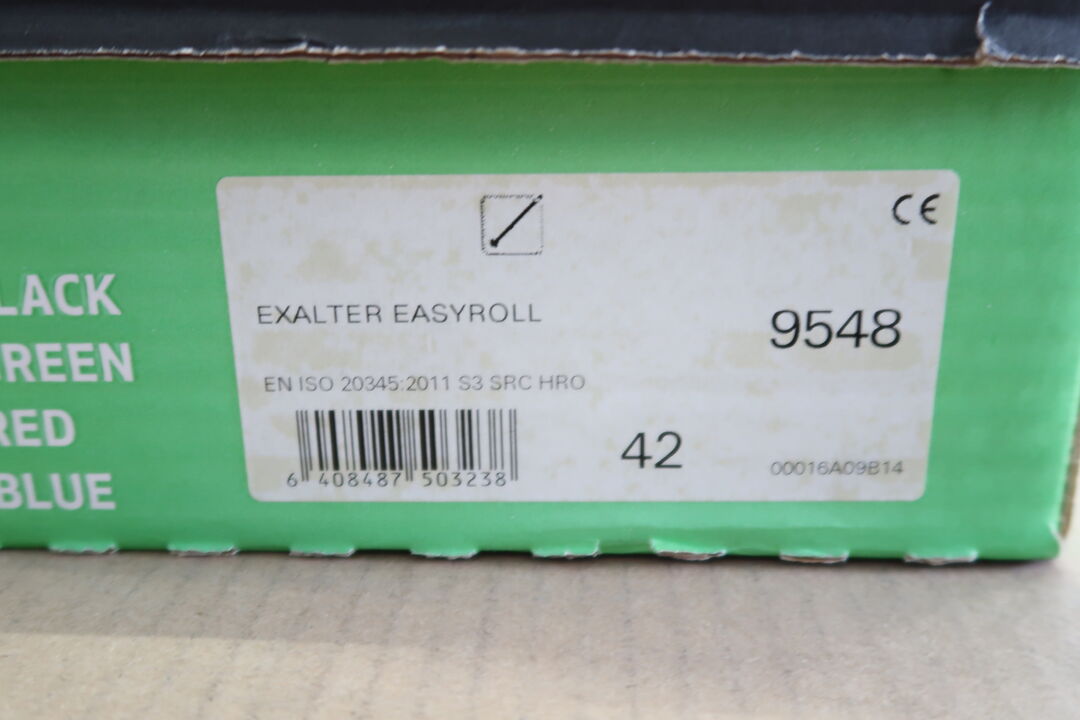 LACK
REEN
RED
BLUE
CE
EXALTER EASYROLL
9548
EN ISO 20345:2011 S3 SRC HRO
42
00016A09B14
6 408487 503238